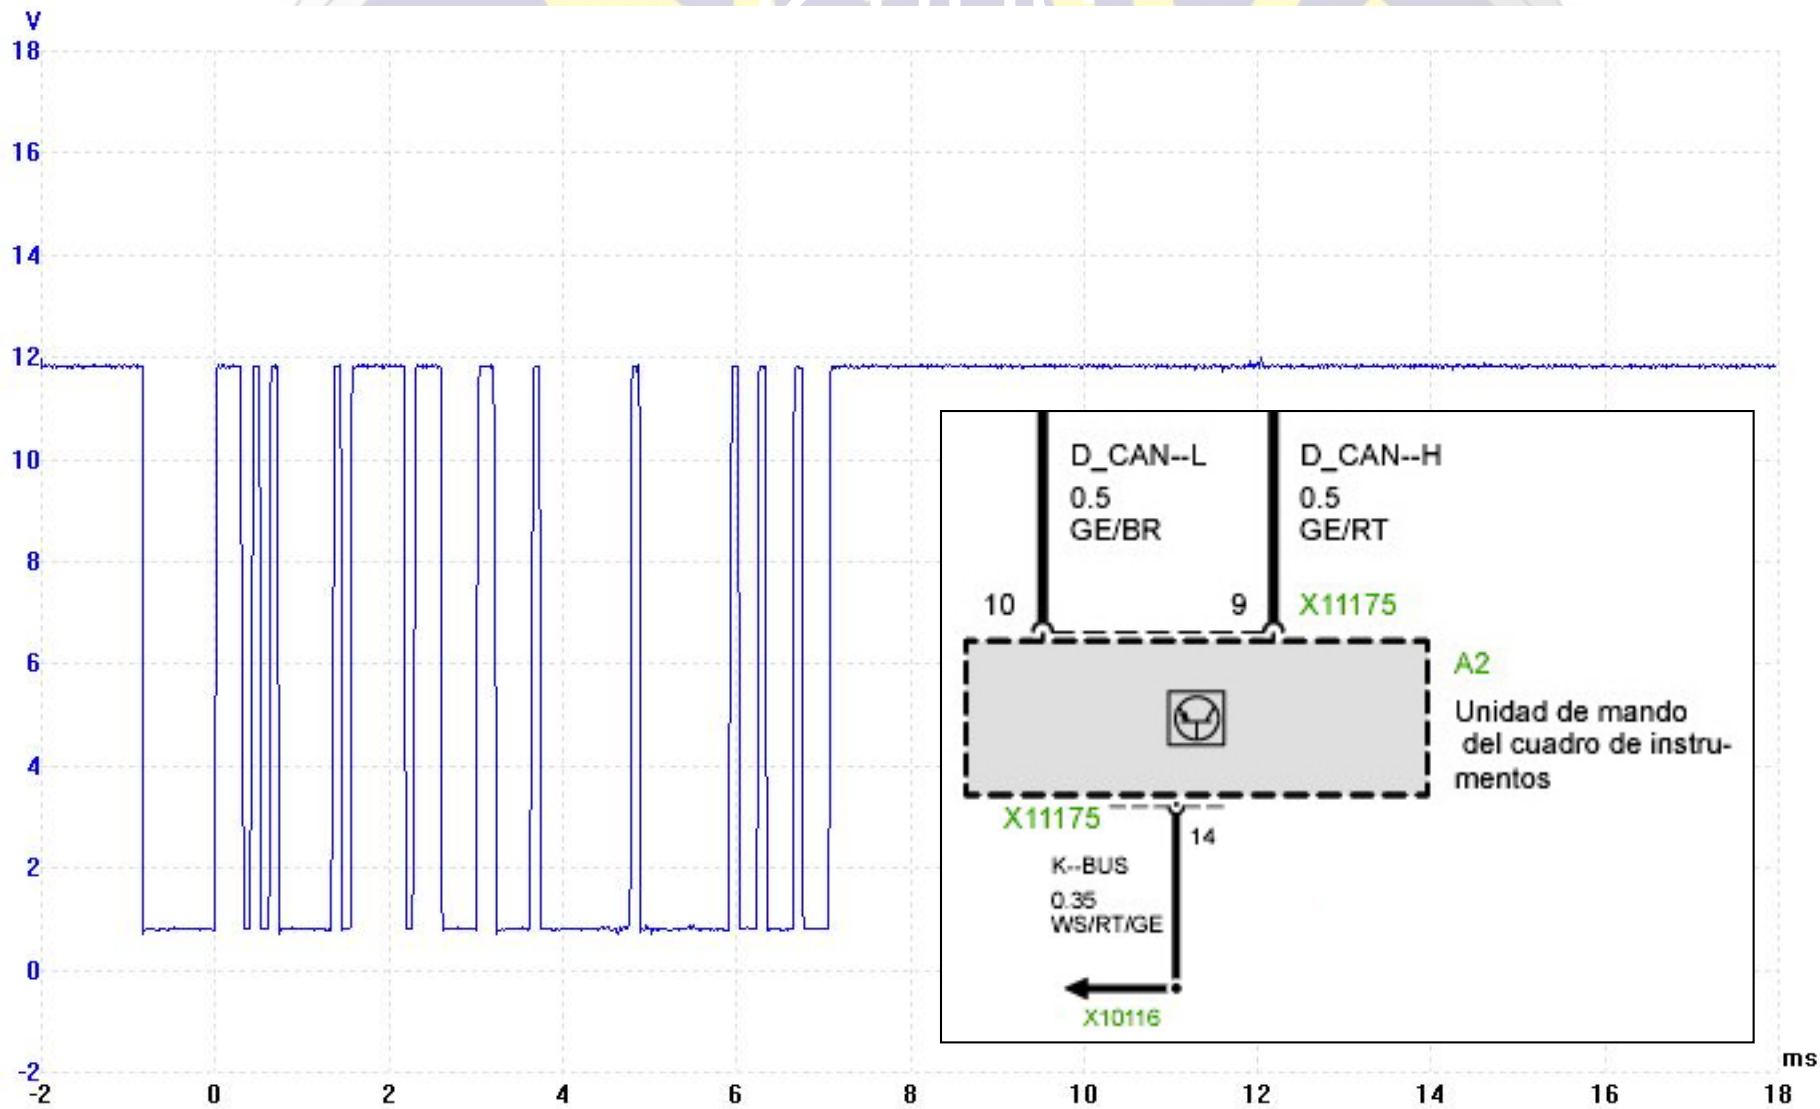 V
18
16
14
12
10
8
6
4
2
0
-2
-2 0 2 4 6 8 10 12 14 16 18
ms
D_CAN--L
0.5
GE/BR
D_CAN--H
0.5
GE/RT
10
9
X11175
A2
Unidad de mando
del cuadro de instru-
mentos
X11175
14
K--BUS
0.35
WS/RT/GE
X10116